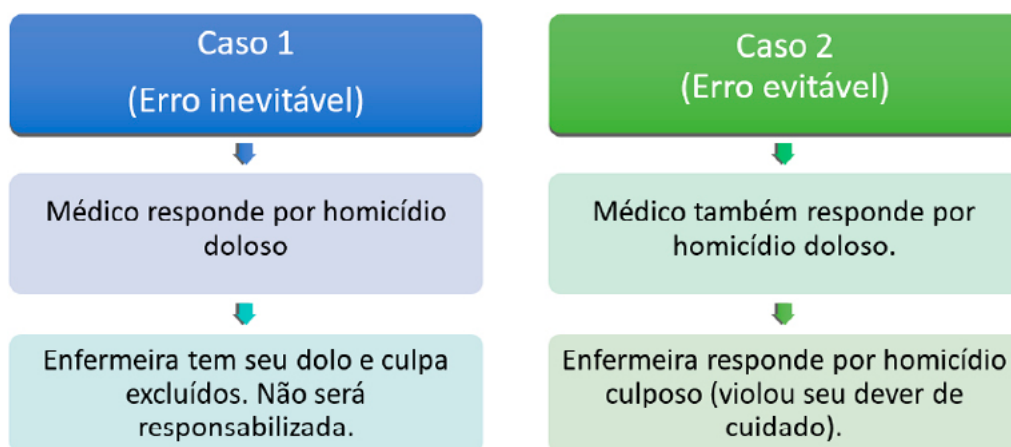 Caso 1
(Erro inevitável)
Médico responde por homicídio
doloso
Enfermeira tem seu dolo e culpa
excluídos. Não será
responsabilizada.
Caso 2
(Erro evitável)
Médico também responde por
homicídio doloso.
Enfermeira responde por homicídio
culposo (violou seu dever de
cuidado).